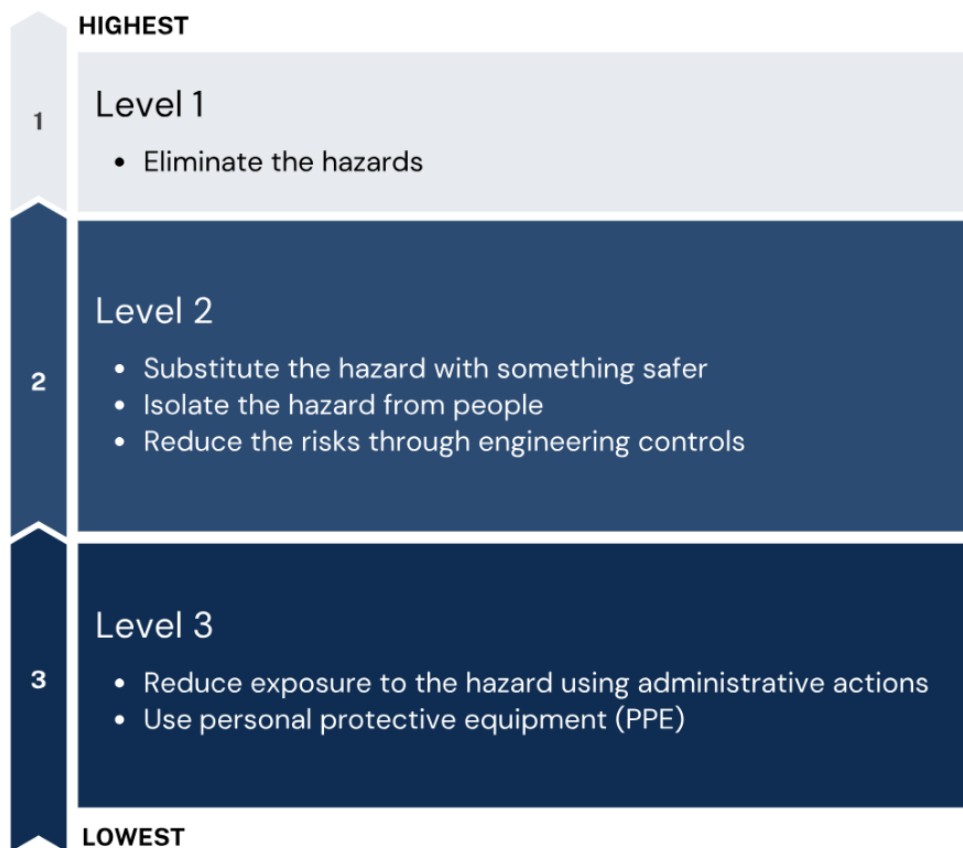 HIGHEST
1
Level 1
• Eliminate the hazards
2
Level 2
• Substitute the hazard with something safer
• Isolate the hazard from people
• Reduce the risks through engineering controls
3
Level 3
• Reduce exposure to the hazard using administrative actions
• Use personal protective equipment (PPE)
LOWEST